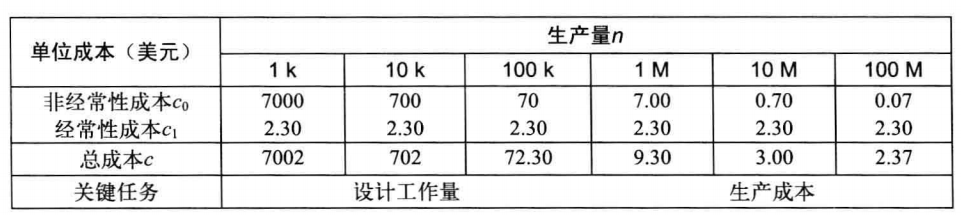 单位成本（美元） 生产量n
1 k 10 k 100 k 1 M 10 M 100 M
非经常性成本c₀ 7000 700 70 7.00 0.70 0.07
经常性成本c₁ 2.30 2.30 2.30 2.30 2.30 2.30
总成本c 7002 702 72.30 9.30 3.00 2.37
关键任务 设计工作量 生产成本